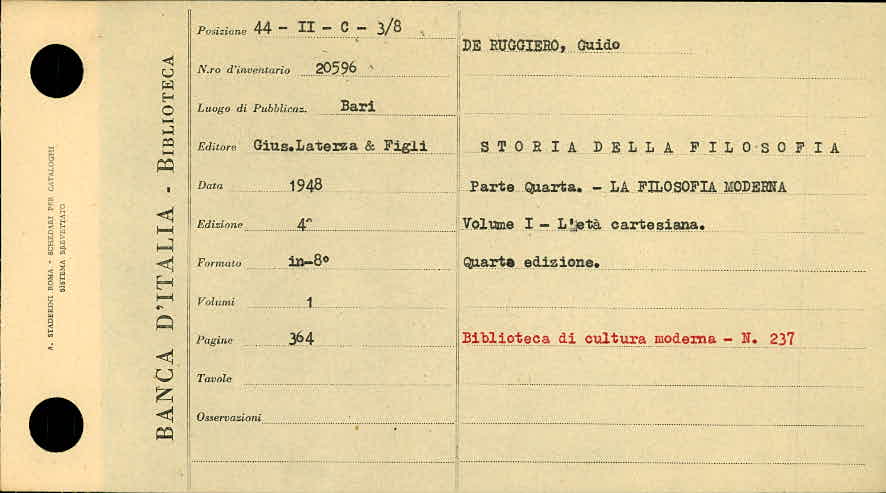 A. STADERINI ROMA - SCHEDARI PER CATALOGHI
SISTEMA BREVETTATO
BANCA D'ITALIA - BIBLIOTECA
Posizione 44 - II - C - 3/8
N.ro d'inventario 20596
Luogo di Pubblicaz. Bari
Editore Gius.Laterza & Figli
Data 1948
Edizione 4^
Formato in-8°
Volumi 1
Pagine 364
Tavole
Osservazioni
DE RUGGIERO, Guido
STORIA DELLA FILOSOFIA
Parte Quarta. - LA FILOSOFIA MODERNA
Volume I - L'età cartesiana.
Quarta edizione.
Biblioteca di cultura moderna - N. 237